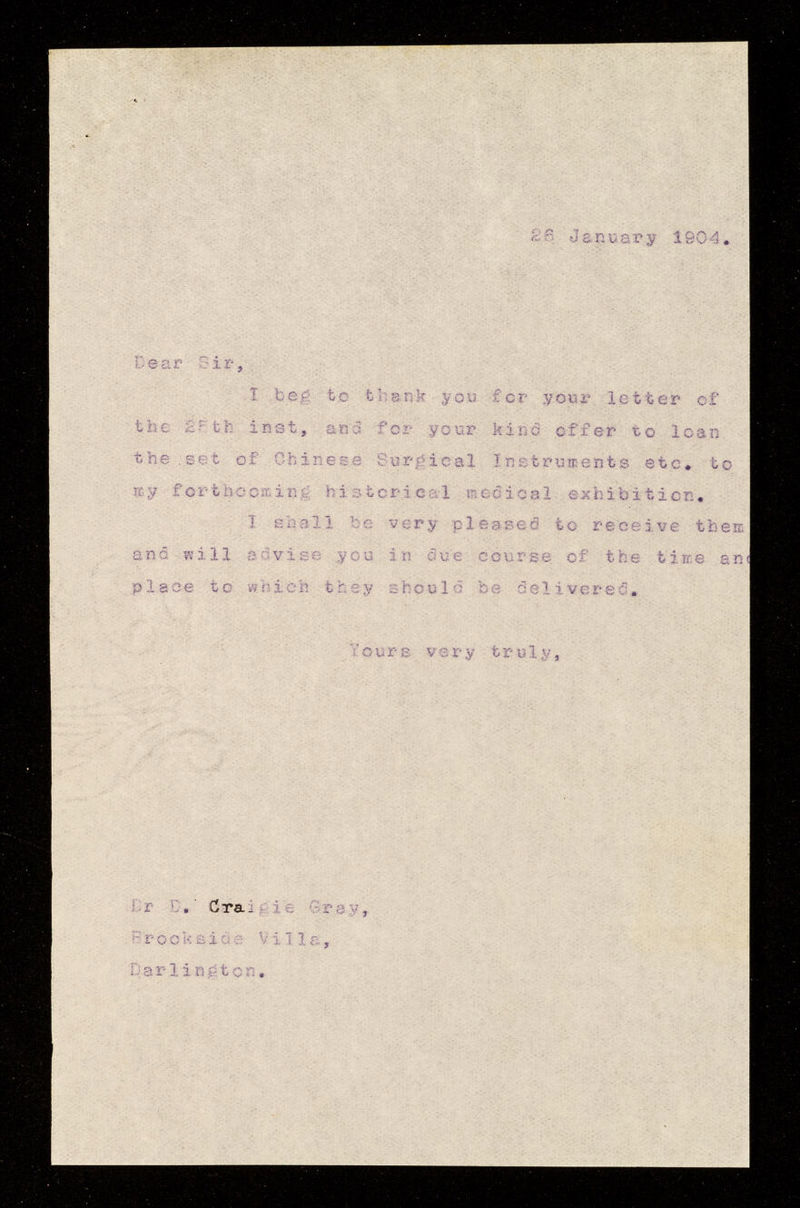 26 January 1904.
Dear Sir,
I beg to thank you for your letter of
the 25th inst, and for your kind offer to loan
the set of Chinese Surgical Instruments etc. to
my forthcoming historical medical exhibition.
I shall be very pleased to receive them
and will advise you in due course of the time an
place to which they should be delivered.
Yours very truly,
Dr D. Craigie Gray,
Brookside Villa,
Darlington.